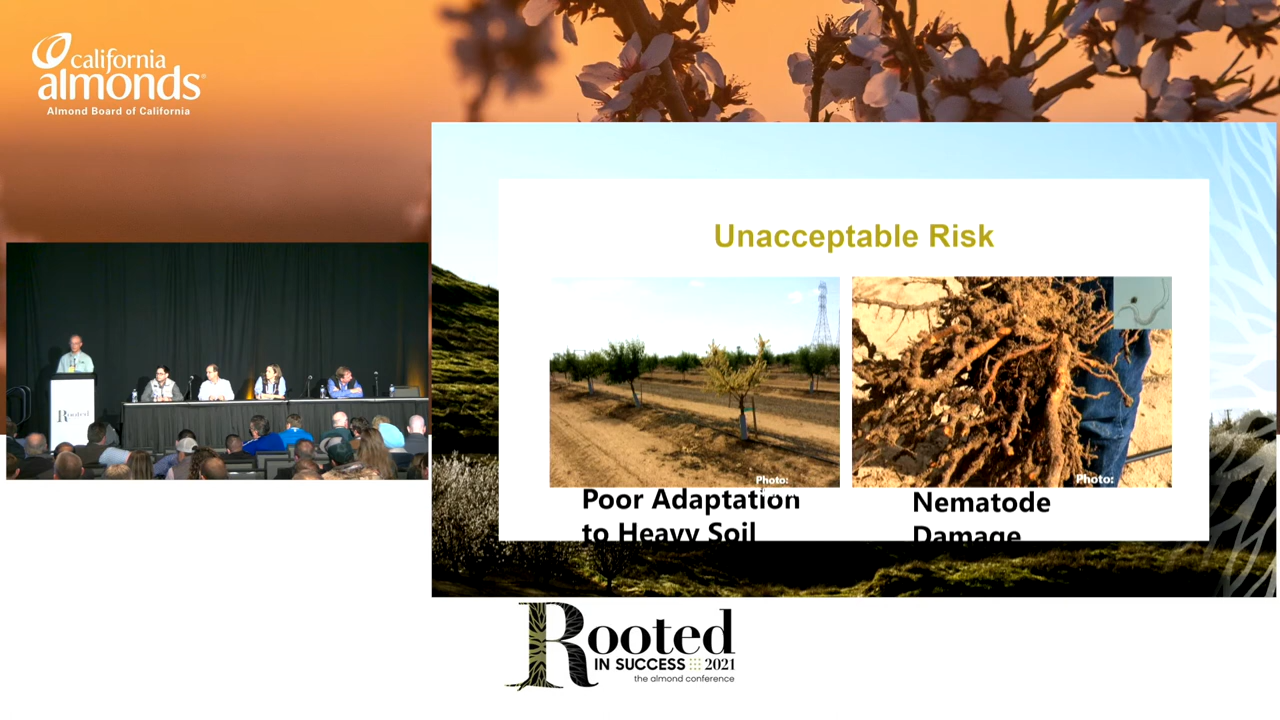 california
almonds
Almond Board of California
Unacceptable Risk
Photo:
Photo:
Poor Adaptation
to Heavy Soil
Nematode
Damage
Rooted
Rooted
IN SUCCESS 2021
the almond conference